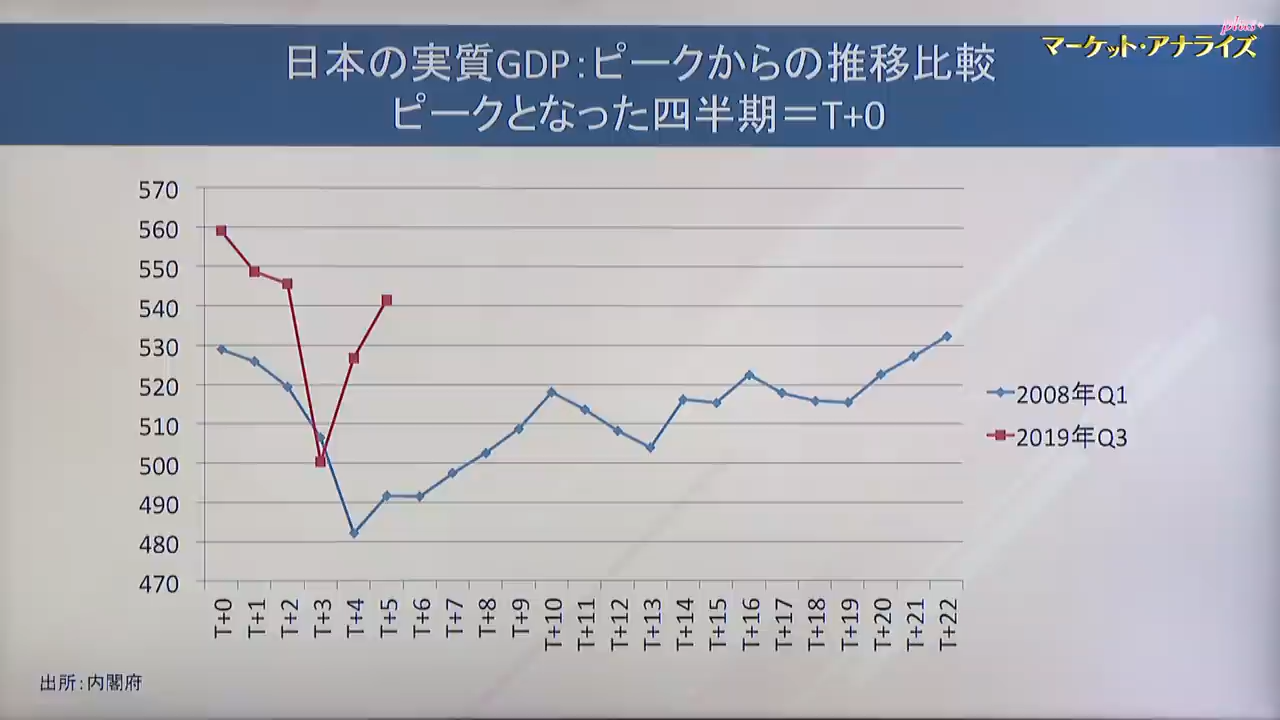 plus+
マーケット・アナライズ
日本の実質GDP:ピークからの推移比較
ピークとなった四半期=T+0
570
560
550
540
530
520
510
500
490
480
470
T+0
T+1
T+2
T+3
T+4
T+5
T+6
T+7
T+8
T+9
T+10
T+11
T+12
T+13
T+14
T+15
T+16
T+17
T+18
T+19
T+20
T+21
T+22
2008年Q1
2019年Q3
出所:内閣府